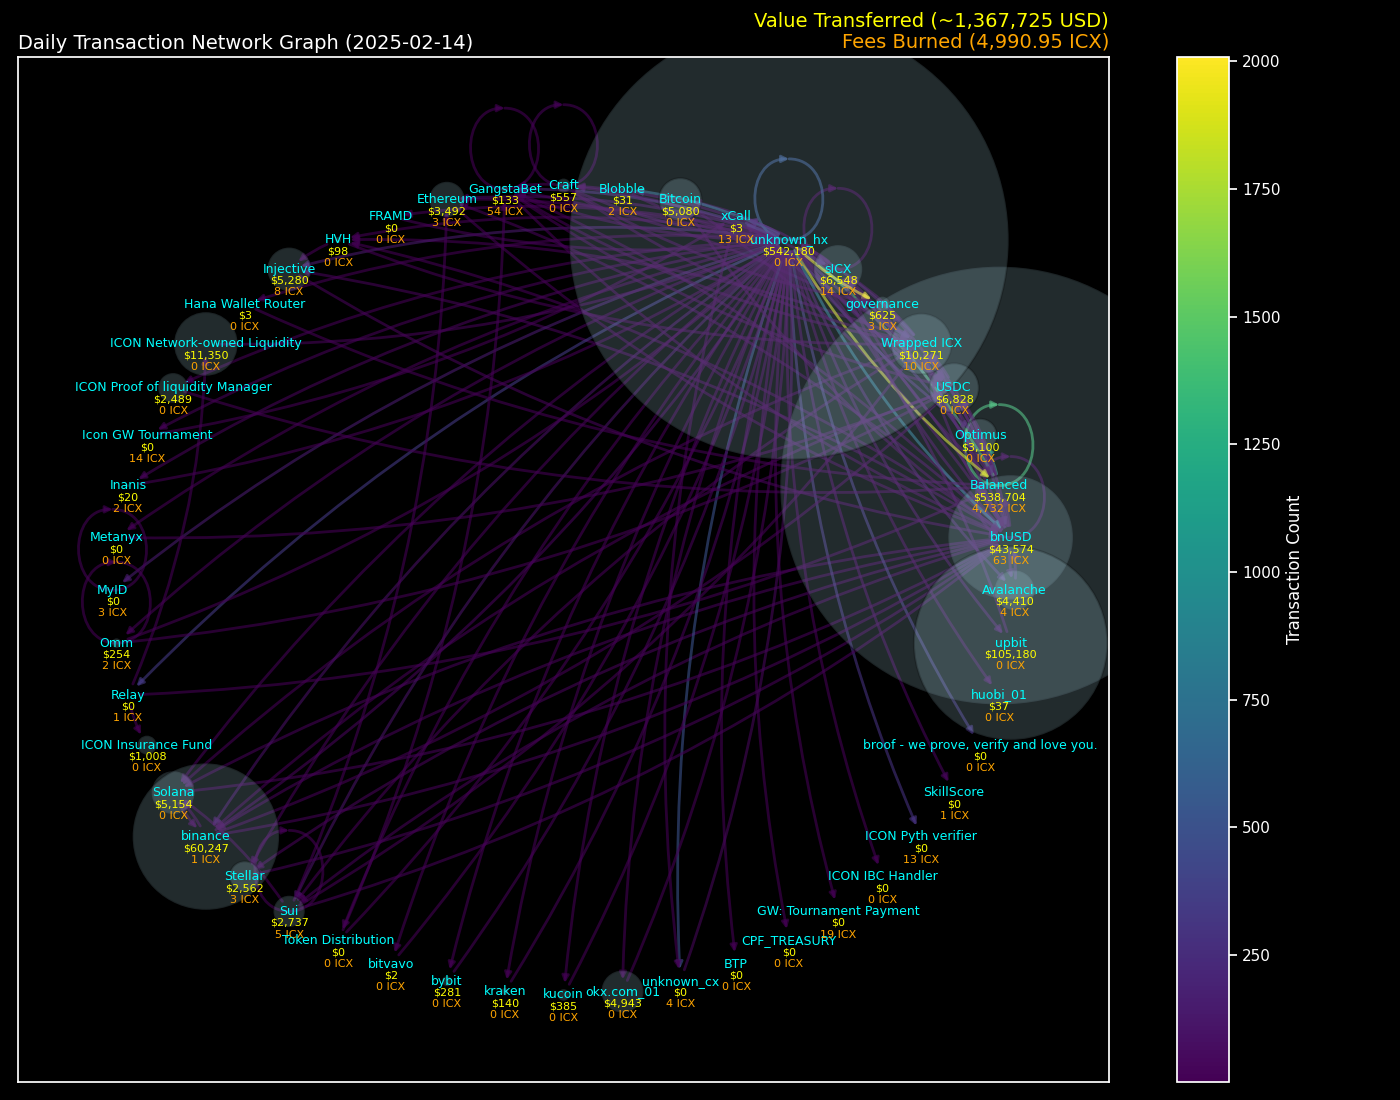 Value Transferred (~1,367,725 USD)
Daily Transaction Network Graph (2025-02-14)
Fees Burned (4,990.95 ICX)
Craft
$557
0 ICX
GangstaBet
$133
54 ICX
Blobble
$31
2 ICX
Ethereum
$3,492
3 ICX
Bitcoin
$5,080
0 ICX
FRAMD
$0
0 ICX
xCall
$3
13 ICX
HVH
$98
0 ICX
unknown_hx
$542,180
0 ICX
Injective
$5,280
8 ICX
sICX
$6,548
14 ICX
Hana Wallet Router
$3
0 ICX
governance
$625
3 ICX
ICON Network-owned Liquidity
$11,350
0 ICX
Wrapped ICX
$10,271
10 ICX
ICON Proof of liquidity Manager
$2,489
0 ICX
USDC
$6,828
0 ICX
Icon GW Tournament
$0
14 ICX
Optimus
$3,100
0 ICX
Inanis
$20
2 ICX
Balanced
$538,704
4,732 ICX
Metanyx
$0
0 ICX
bnUSD
$43,574
63 ICX
MyID
$0
3 ICX
Avalanche
$4,410
4 ICX
Omm
$254
2 ICX
upbit
$105,180
0 ICX
Relay
$0
1 ICX
huobi_01
$37
0 ICX
ICON Insurance Fund
$1,008
0 ICX
broof - we prove, verify and love you.
$0
0 ICX
Solana
$5,154
0 ICX
SkillScore
$0
1 ICX
binance
$60,247
1 ICX
ICON Pyth verifier
$0
13 ICX
Stellar
$2,562
3 ICX
ICON IBC Handler
$0
0 ICX
Sui
$2,737
5 ICX
GW: Tournament Payment
$0
19 ICX
Token Distribution
$0
0 ICX
CPF_TREASURY
$0
0 ICX
bitvavo
$2
0 ICX
BTP
$0
0 ICX
bybit
$281
0 ICX
unknown_cx
$0
4 ICX
kraken
$140
0 ICX
kucoin
$385
0 ICX
okx.com_01
$4,943
0 ICX
2000
1750
1500
1250
1000
750
500
250
Transaction Count